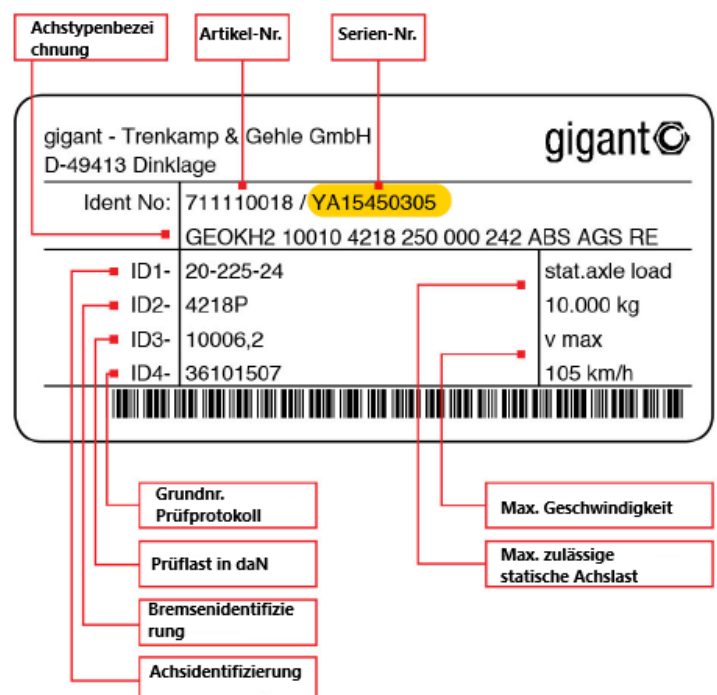 Achstypenbezei
chnung
Artikel-Nr.
Serien-Nr.
gigant - Trenkamp & Gehle GmbH
D-49413 Dinklage
gigant
Ident No: 711110018 / YA15450305
GEOKH2 10010 4218 250 000 242 ABS AGS RE
ID1- 20-225-24 stat.axle load
ID2- 4218P 10.000 kg
ID3- 10006,2 v max
ID4- 36101507 105 km/h
Grundnr.
Prüfprotokoll
Max. Geschwindigkeit
Prüflast in daN
Max. zulässige
statische Achslast
Bremsenidentifizie
rung
Achsidentifizierung